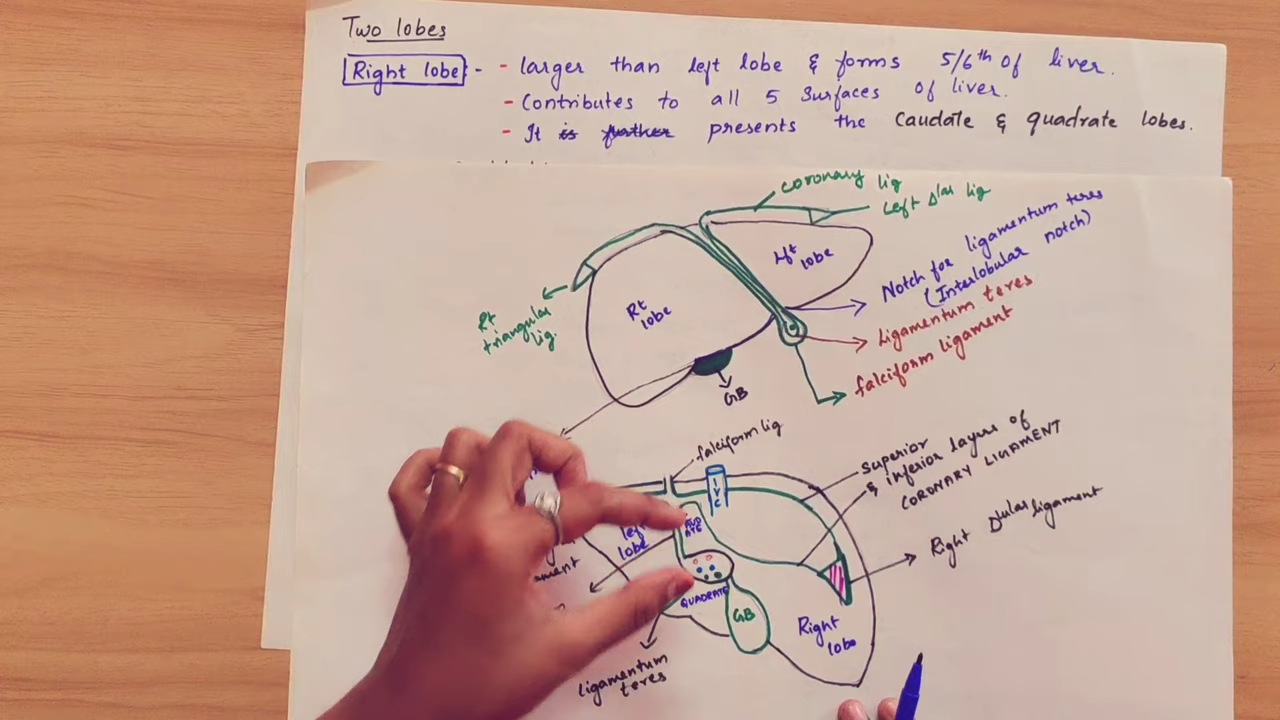 Two lobes
Right lobe - - larger than left lobe & forms 5/6th of liver.
- Contributes to all 5 surfaces of liver.
- It is further presents the caudate & quadrate lobes.
coronary lig
Left Δlar lig
Lft lobe
Notch for ligamentum teres
(Interlobular notch)
Rt
lobe
Rt
triangular
lig.
Ligamentum teres
falciform ligament
GB
falciform lig
superior
& inferior layers of
CORONARY LIGAMENT
IVC
left
lobe
Right Δular ligament
ament
QUADRATE
GB
Right
lobe
ligamentum
teres